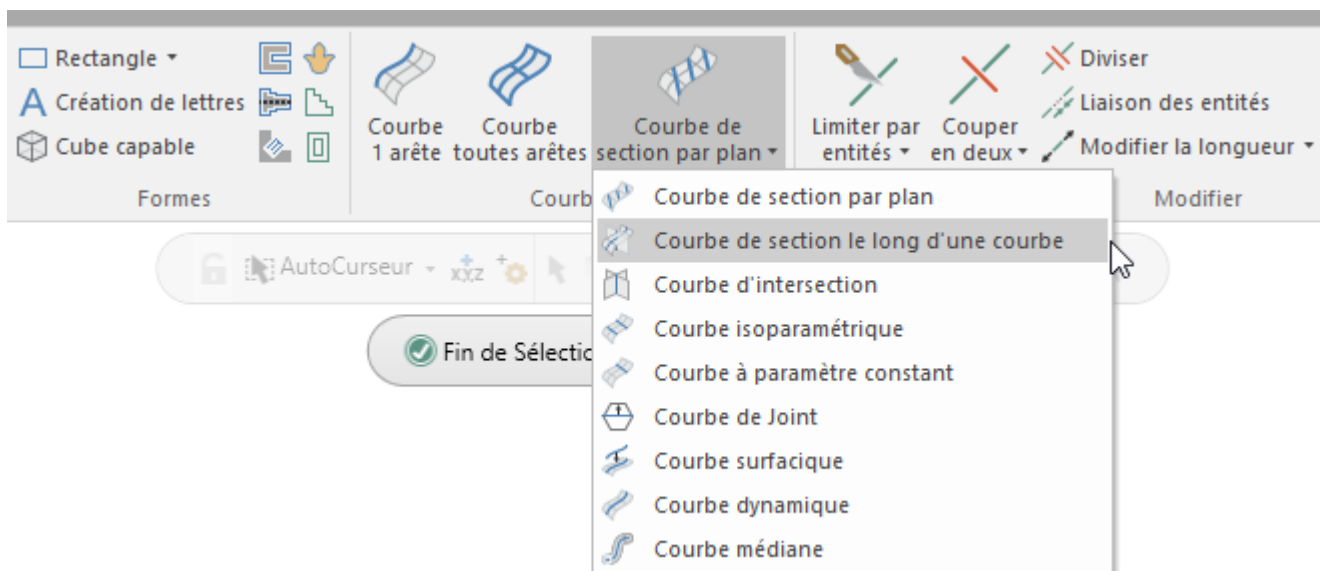 Rectangle
Création de lettres
Cube capable
Formes
Courbe
1 arête
Courbe
toutes arêtes
Courbe de
section par plan
Courb
Limiter par
entités
Couper
en deux
Diviser
Liaison des entités
Modifier la longueur
Modifier
AutoCurseur
x,y,z
Fin de Sélectio
Courbe de section par plan
Courbe de section le long d'une courbe
Courbe d'intersection
Courbe isoparamétrique
Courbe à paramètre constant
Courbe de Joint
Courbe surfacique
Courbe dynamique
Courbe médiane